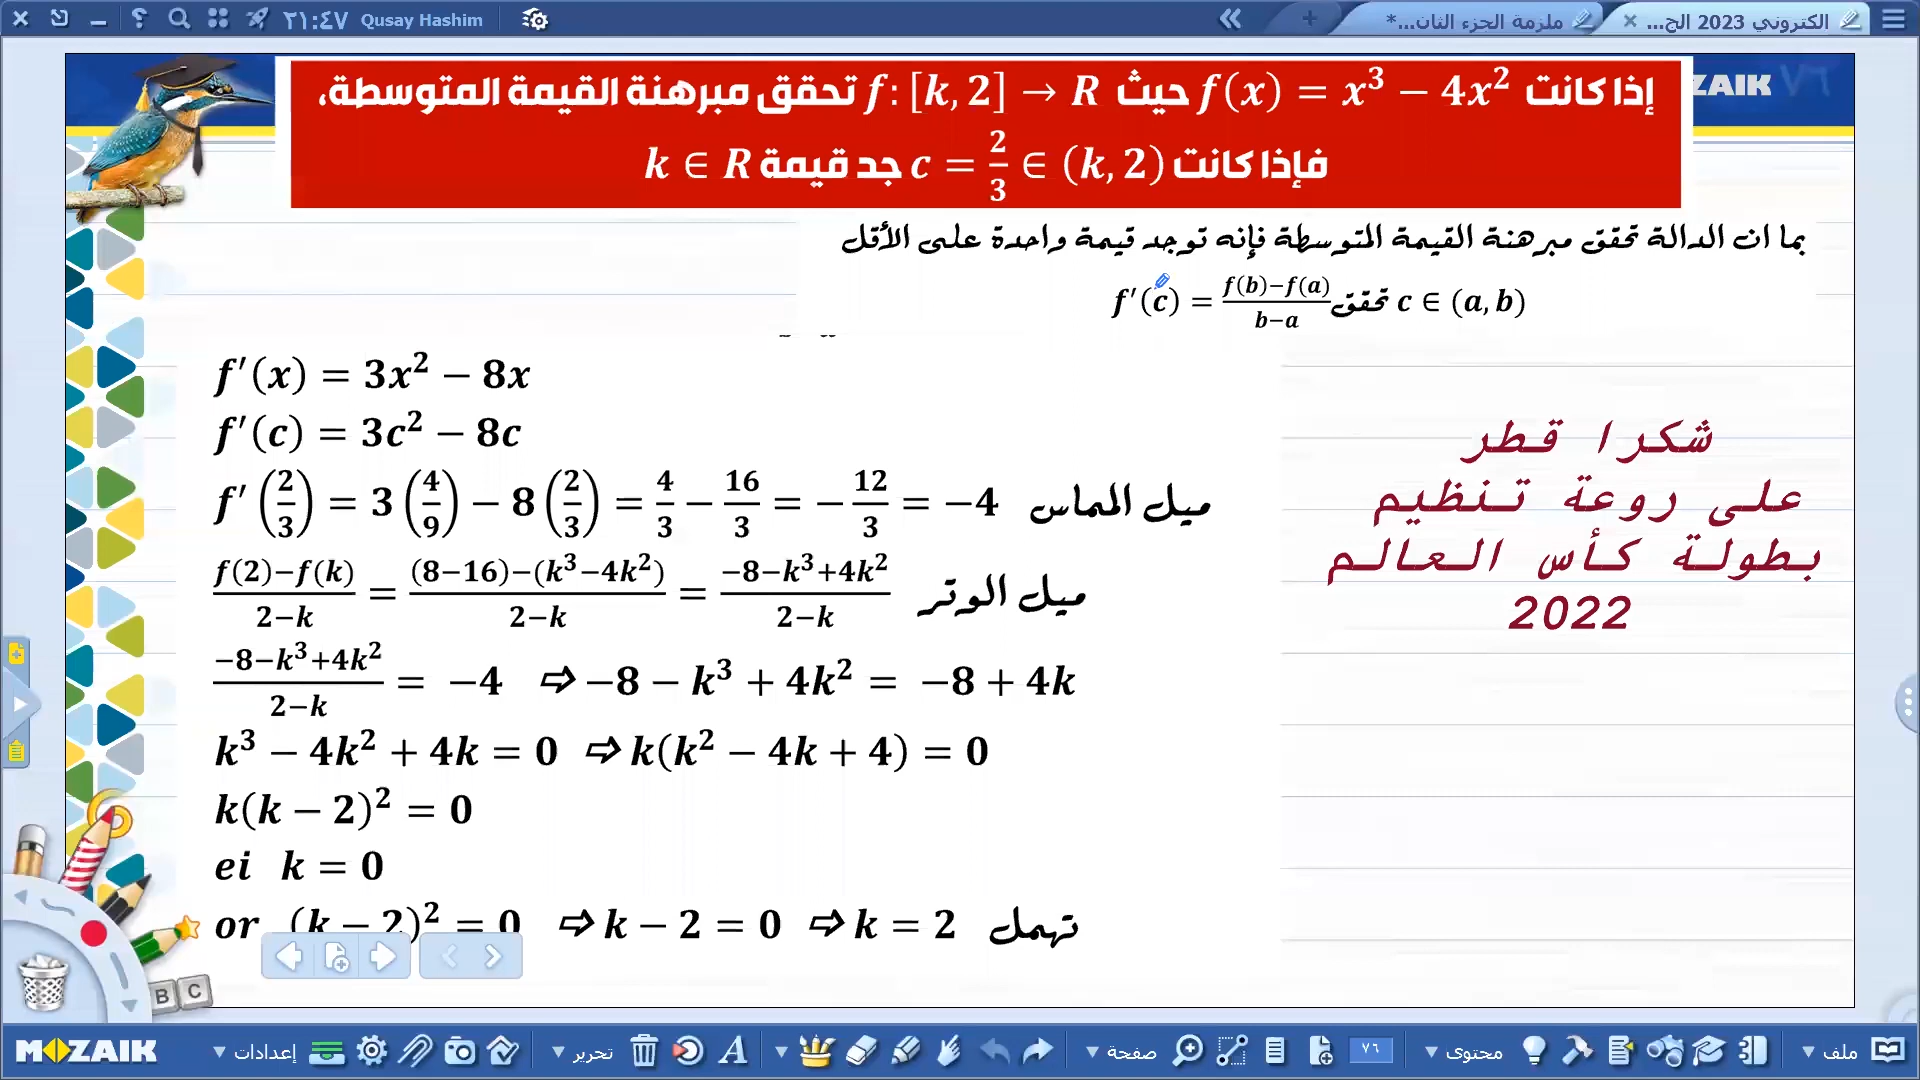 ٢١:٤٧ Qusay Hashim
ملزمة الجزء الثان...*
الكتروني 2023 الج...
ZAIK ٧٦
إذا كانت f(x) = x³ − 4x² حيث f: [k, 2] → R تحقق مبرهنة القيمة المتوسطة،
فإذا كانت c = 2/3 ∈ (k, 2) جد قيمة k ∈ R
بما ان الدالة تحقق مبرهنة القيمة المتوسطة فإنه توجد قيمة واحدة على الأقل
c ∈ (a, b) تحقق f′(c) = f(b)−f(a)/b−a
f′(x) = 3x² − 8x
f′(c) = 3c² − 8c
f′(2/3) = 3(4/9) − 8(2/3) = 4/3 − 16/3 = −12/3 = −4 ميل المماس
f(2)−f(k)/2−k = (8−16)−(k³−4k²)/2−k = −8−k³+4k²/2−k ميل الوتر
−8−k³+4k²/2−k = −4 ⇨ −8 − k³ + 4k² = −8 + 4k
k³ − 4k² + 4k = 0 ⇨ k(k² − 4k + 4) = 0
k(k − 2)² = 0
ei k = 0
or (k − 2)² = 0 ⇨ k − 2 = 0 ⇨ k = 2 تهمل
شكرا قطر
على روعة تنظيم
بطولة كأس العالم
2022
B C
MOZAIK
إعدادات
تحرير
صفحة
٧٦
محتوى
ملف